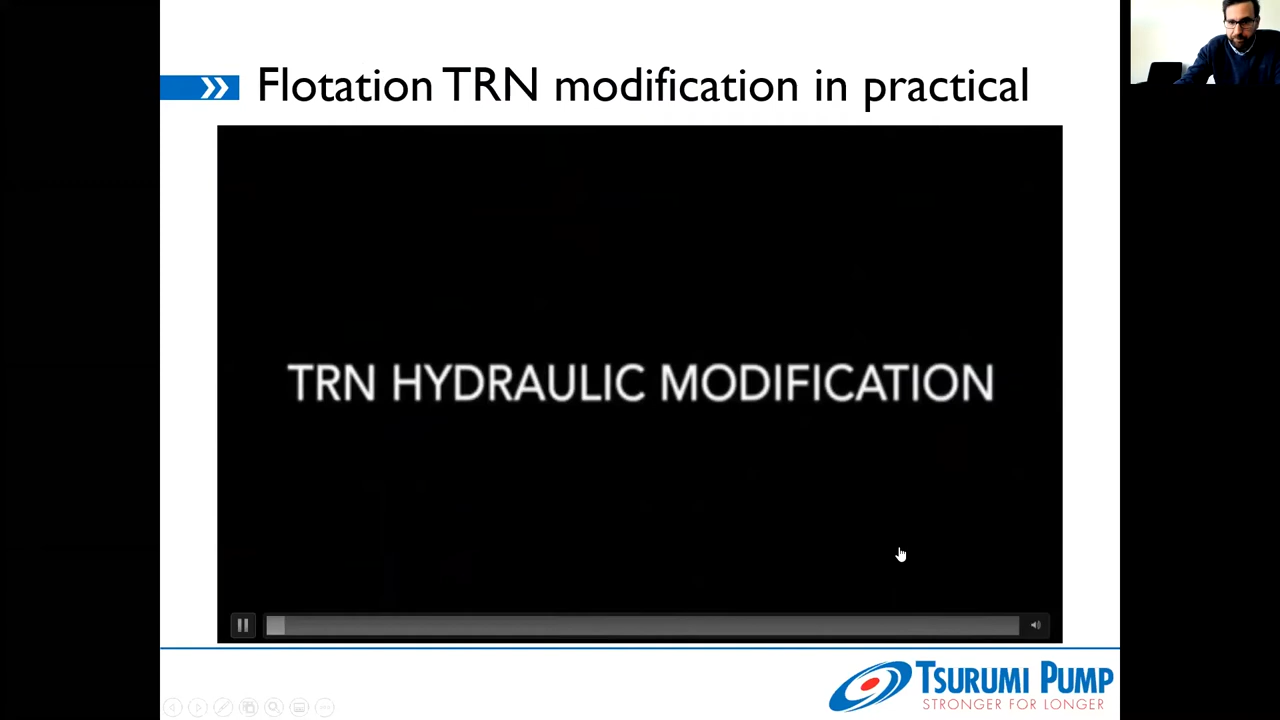 Flotation TRN modification in practical
TRN HYDRAULIC MODIFICATION
TSURUMI PUMP
STRONGER FOR LONGER